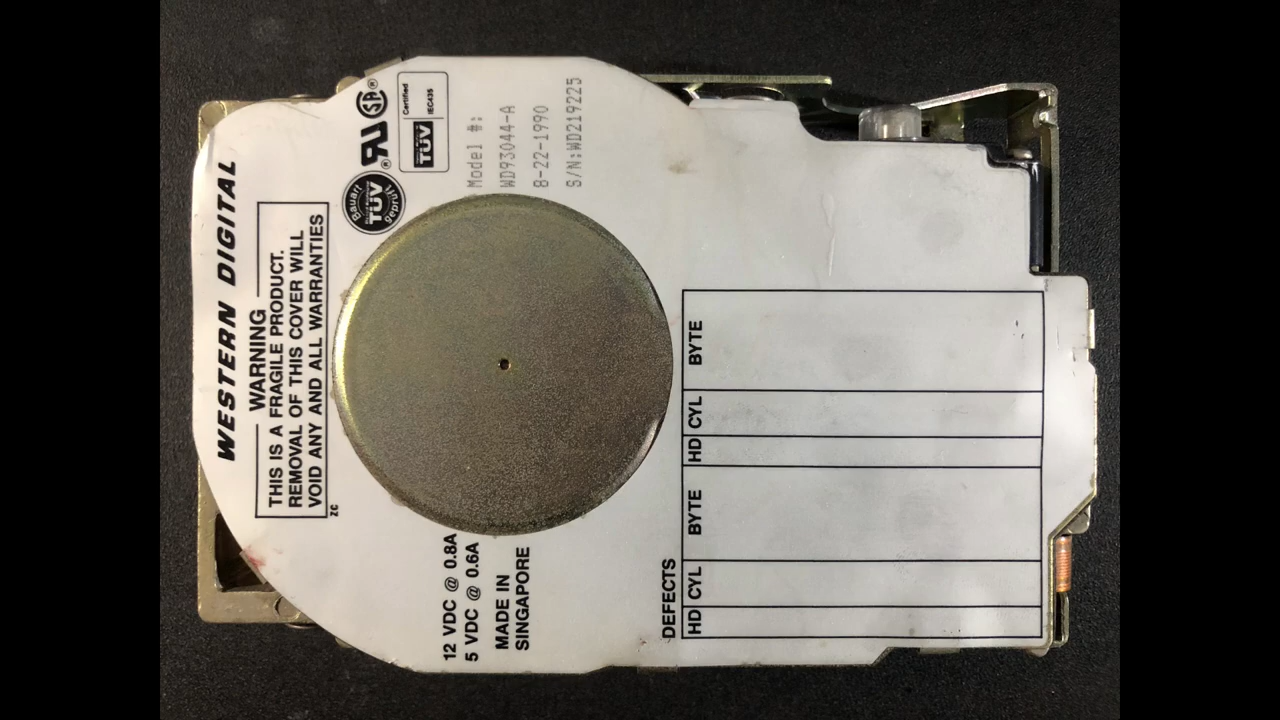 WESTERN DIGITAL
WARNING
THIS IS A FRAGILE PRODUCT.
REMOVAL OF THIS COVER WILL
VOID ANY AND ALL WARRANTIES
ZC
Bauart
TÜV
geprüft
Certified
IEC435
TÜV
Model #:
WD93044-A
8-22-1990
S/N:WD219225
12 VDC @ 0.8A
5 VDC @ 0.6A
MADE IN
SINGAPORE
DEFECTS
HD CYL BYTE HD CYL BYTE